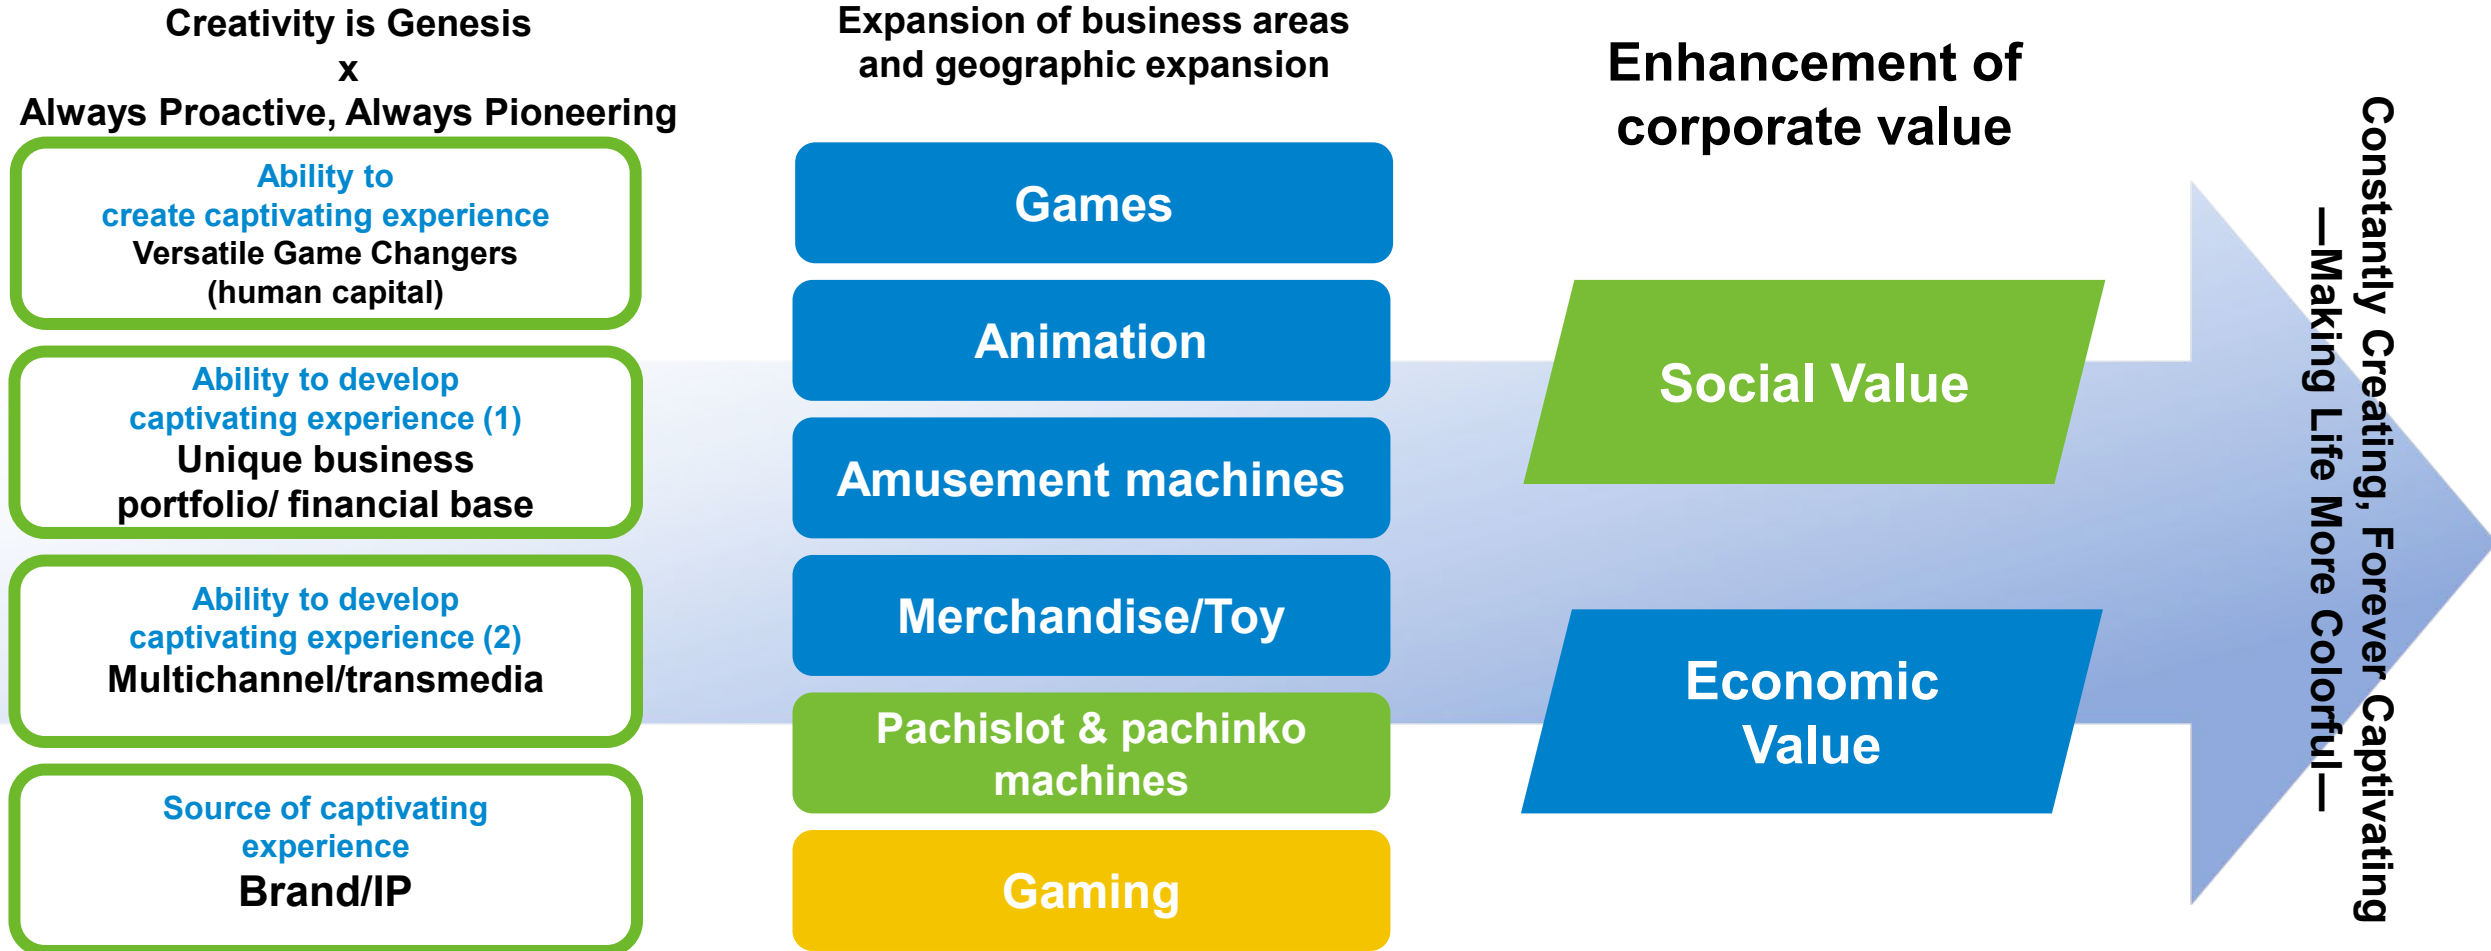 Creativity is Genesis
x
Always Proactive, Always Pioneering
Ability to
create captivating experience
Versatile Game Changers
(human capital)
Ability to develop
captivating experience (1)
Unique business
portfolio/ financial base
Ability to develop
captivating experience (2)
Multichannel/transmedia
Source of captivating
experience
Brand/IP
Expansion of business areas
and geographic expansion
Games
Animation
Amusement machines
Merchandise/Toy
Pachislot & pachinko
machines
Gaming
Enhancement of
corporate value
Social Value
Economic
Value
Constantly Creating, Forever Captivating
—Making Life More Colorful—